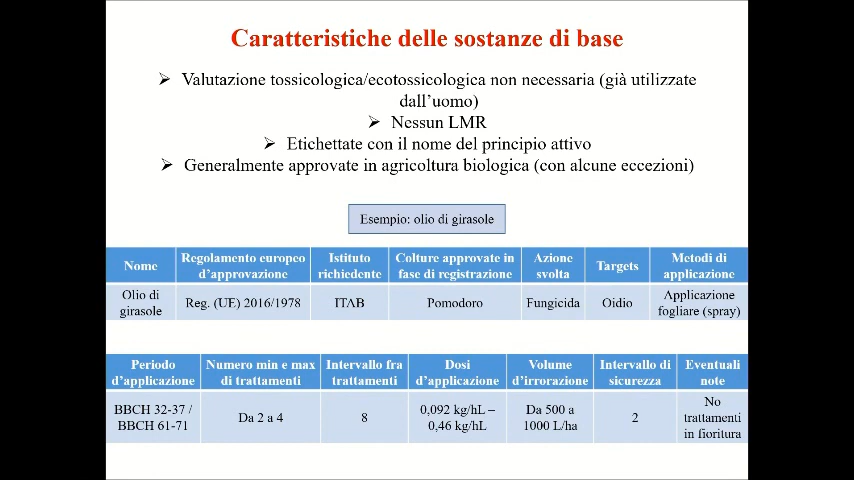 Caratteristiche delle sostanze di base
➢ Valutazione tossicologica/ecotossicologica non necessaria (già utilizzate
dall'uomo)
➢ Nessun LMR
➢ Etichettate con il nome del principio attivo
➢ Generalmente approvate in agricoltura biologica (con alcune eccezioni)
Esempio: olio di girasole
Nome | Regolamento europeo d'approvazione | Istituto richiedente | Colture approvate in fase di registrazione | Azione svolta | Targets | Metodi di applicazione
Olio di girasole | Reg. (UE) 2016/1978 | ITAB | Pomodoro | Fungicida | Oidio | Applicazione fogliare (spray)
Periodo d'applicazione | Numero min e max di trattamenti | Intervallo fra trattamenti | Dosi d'applicazione | Volume d'irrorazione | Intervallo di sicurezza | Eventuali note
BBCH 32-37 / BBCH 61-71 | Da 2 a 4 | 8 | 0,092 kg/hL – 0,46 kg/hL | Da 500 a 1000 L/ha | 2 | No trattamenti in fioritura